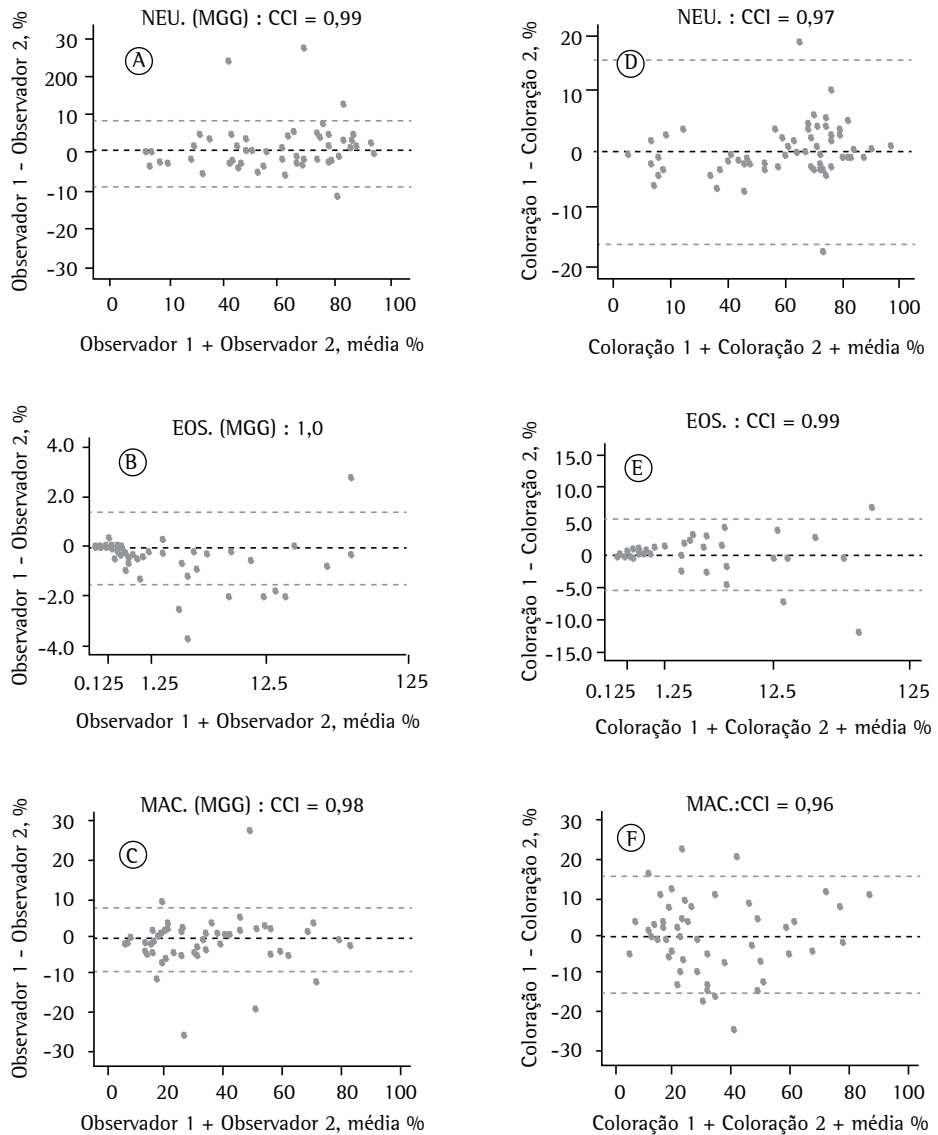 NEU. (MGG) : CCI = 0,99
A
Observador 1 - Observador 2, %
30
200
10
0
-10
-20
-30
0 10 40 60 80 100
Observador 1 + Observador 2, média %
NEU. : CCI = 0,97
D
Coloração 1 - Coloração 2, %
20
10
0
-10
-20
0 10 40 60 80 100
Coloração 1 + Coloração 2 + média %
EOS. (MGG) : 1,0
B
Observador 1 - Observador 2, %
4.0
2.0
0
-2.0
-4.0
0.125 1.25 12.5 125
Observador 1 + Observador 2, média %
EOS. : CCI = 0.99
E
Coloração 1 - Coloração 2, %
15.0
10.0
5.0
0
-5.0
-10.0
-15.0
0.125 1.25 12.5 125
Coloração 1 + Coloração 2 + média %
MAC. (MGG) : CCI = 0,98
C
Observador 1 - Observador 2, %
30
20
10
0
-10
-20
-30
0 20 40 60 80 100
Observador 1 + Observador 2, média %
MAC.:CCI = 0,96
F
Coloração 1 - Coloração 2, %
30
20
10
0
-10
-20
-30
0 20 40 60 80 100
Coloração 1 + Coloração 2 + média %